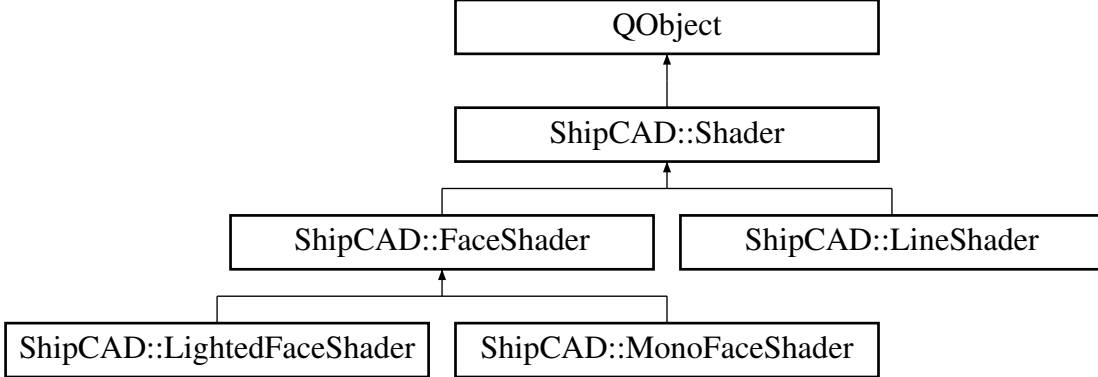 QObject
ShipCAD::Shader
ShipCAD::FaceShader
ShipCAD::LineShader
ShipCAD::LightedFaceShader
ShipCAD::MonoFaceShader